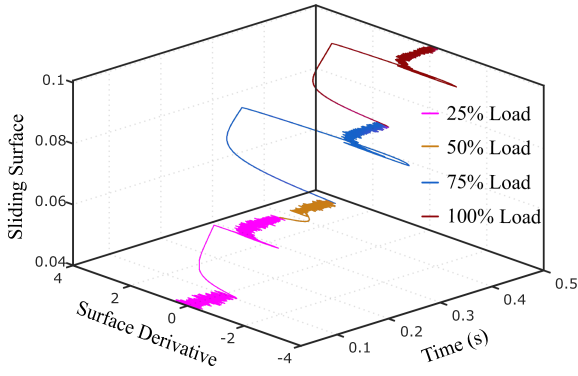 0.1
0.08
0.06
0.04
Sliding Surface
4
2
0
-2
-4
Surface Derivative
0.1
0.2
0.3
0.4
0.5
Time (s)
25% Load
50% Load
75% Load
100% Load